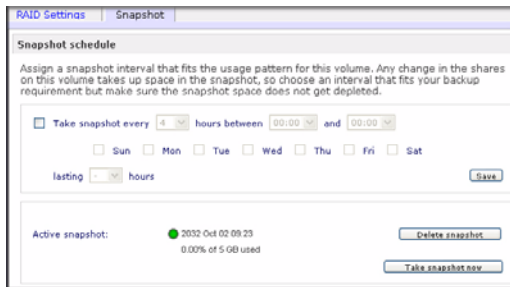 RAID Settings Snapshot
Snapshot schedule
Assign a snapshot interval that fits the usage pattern for this volume. Any change in the shares
on this volume takes up space in the snapshot, so choose an interval that fits your backup
requirement but make sure the snapshot space does not get depleted.
Take snapshot every 4 hours between 00:00 and 00:00
Sun Mon Tue Wed Thu Fri Sat
lasting - hours Save
Active snapshot: 2032 Oct 02 09:23 Delete snapshot
0.00% of 5 GB used
Take snapshot now